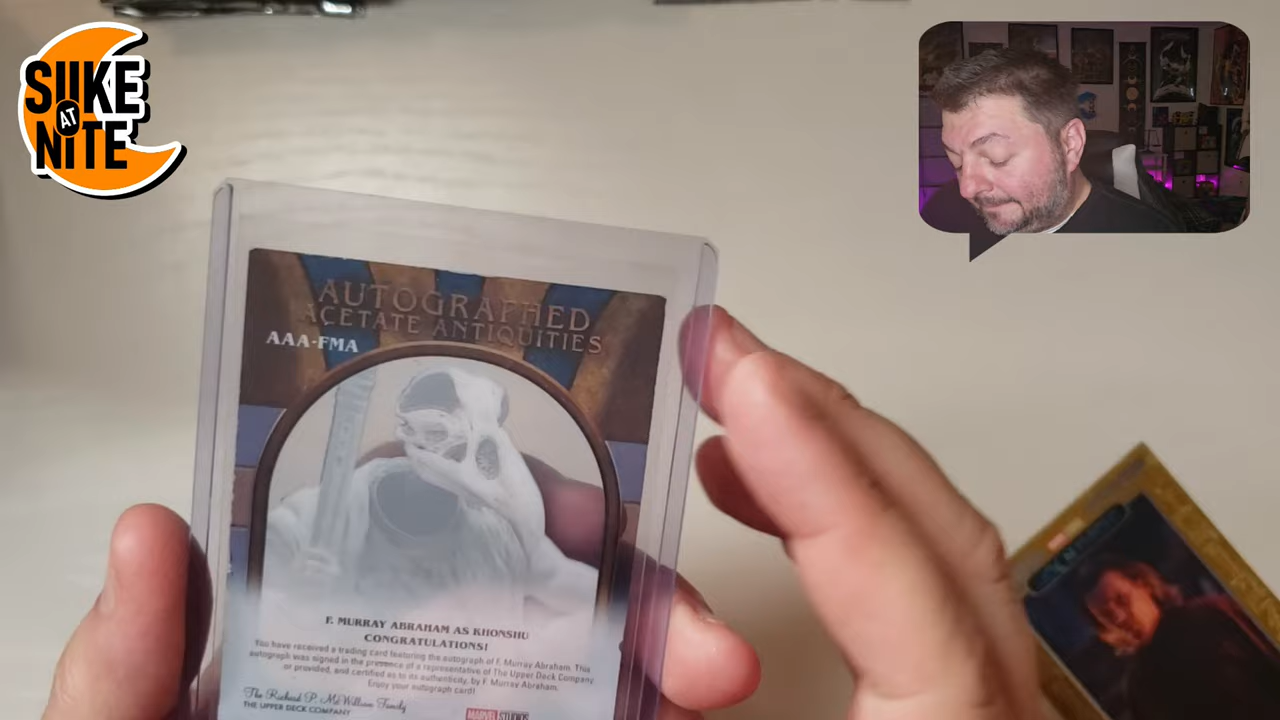 SUKE
AT
NITE
AUTOGRAPHED
ACETATE ANTIQUITIES
AAA-FMA
F. MURRAY ABRAHAM AS KHONSHU
CONGRATULATIONS!
You have received a trading card featuring the autograph of F. Murray Abraham. This
autograph was signed in the presence of a representative of The Upper Deck Company,
or provided, and certified as to its authenticity, by F. Murray Abraham.
Enjoy your autograph card!
The Richard P. McWilliam Family
THE UPPER DECK COMPANY
MARVEL STUDIOS